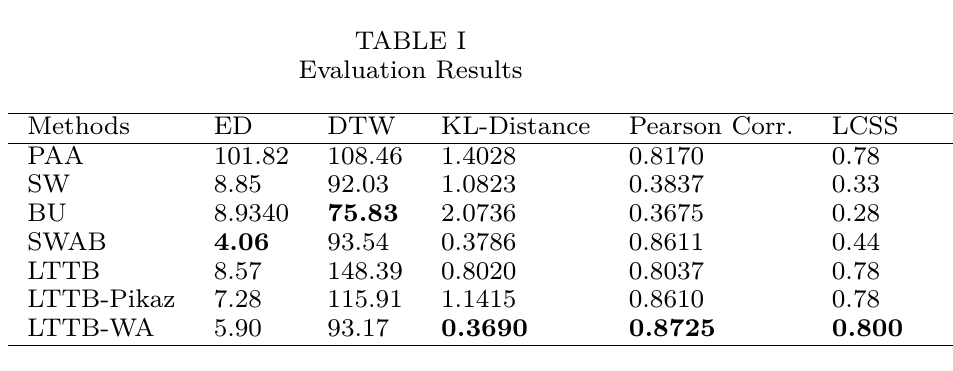 TABLE I
Evaluation Results
Methods ED DTW KL-Distance Pearson Corr. LCSS
PAA 101.82 108.46 1.4028 0.8170 0.78
SW 8.85 92.03 1.0823 0.3837 0.33
BU 8.9340 75.83 2.0736 0.3675 0.28
SWAB 4.06 93.54 0.3786 0.8611 0.44
LTTB 8.57 148.39 0.8020 0.8037 0.78
LTTB-Pikaz 7.28 115.91 1.1415 0.8610 0.78
LTTB-WA 5.90 93.17 0.3690 0.8725 0.800